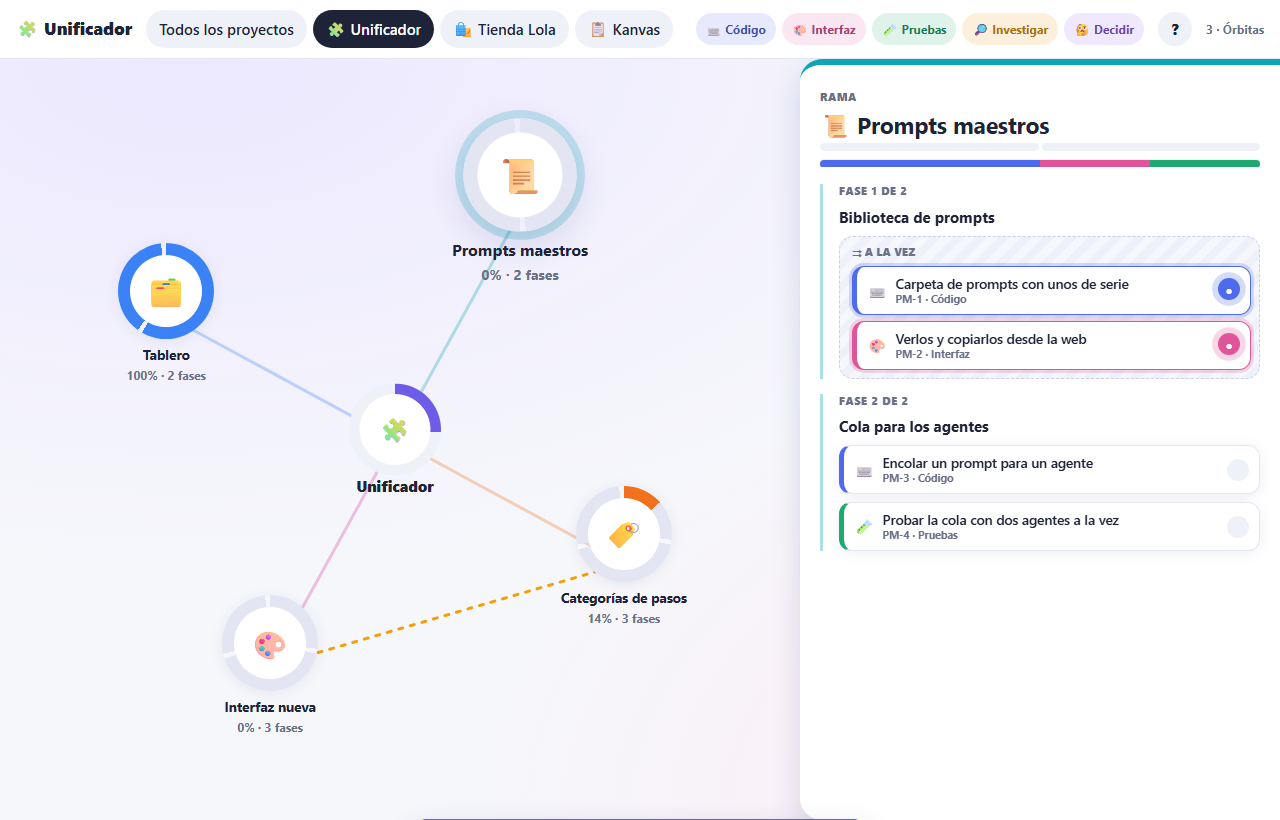 Unificador
Todos los proyectos
Unificador
Tienda Lola
Kanvas
Código
Interfaz
Pruebas
Investigar
Decidir
?
3 · Órbitas
Prompts maestros
0% · 2 fases
Tablero
100% · 2 fases
Unificador
Categorías de pasos
14% · 3 fases
Interfaz nueva
0% · 3 fases
RAMA
Prompts maestros
FASE 1 DE 2
Biblioteca de prompts
⇉ A LA VEZ
Carpeta de prompts con unos de serie
PM-1 · Código
Verlos y copiarlos desde la web
PM-2 · Interfaz
FASE 2 DE 2
Cola para los agentes
Encolar un prompt para un agente
PM-3 · Código
Probar la cola con dos agentes a la vez
PM-4 · Pruebas